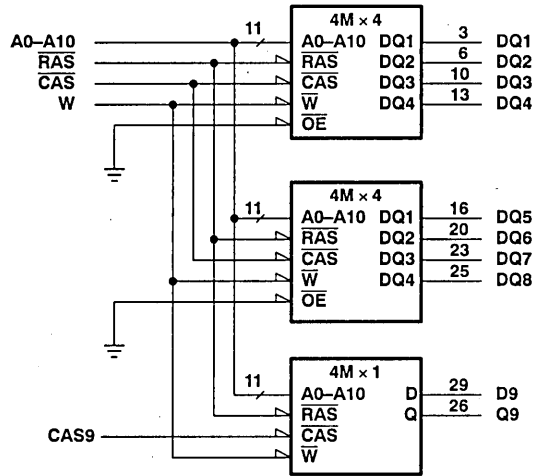 4M × 4
11
A0–A10 A0–A10 DQ1 3 DQ1
RAS RAS DQ2 6 DQ2
CAS CAS DQ3 10 DQ3
W W DQ4 13 DQ4
OE
4M × 4
11
A0–A10 DQ1 16 DQ5
RAS DQ2 20 DQ6
CAS DQ3 23 DQ7
W DQ4 25 DQ8
OE
4M × 1
11
A0–A10 D 29 D9
RAS Q 26 Q9
CAS9 CAS
W